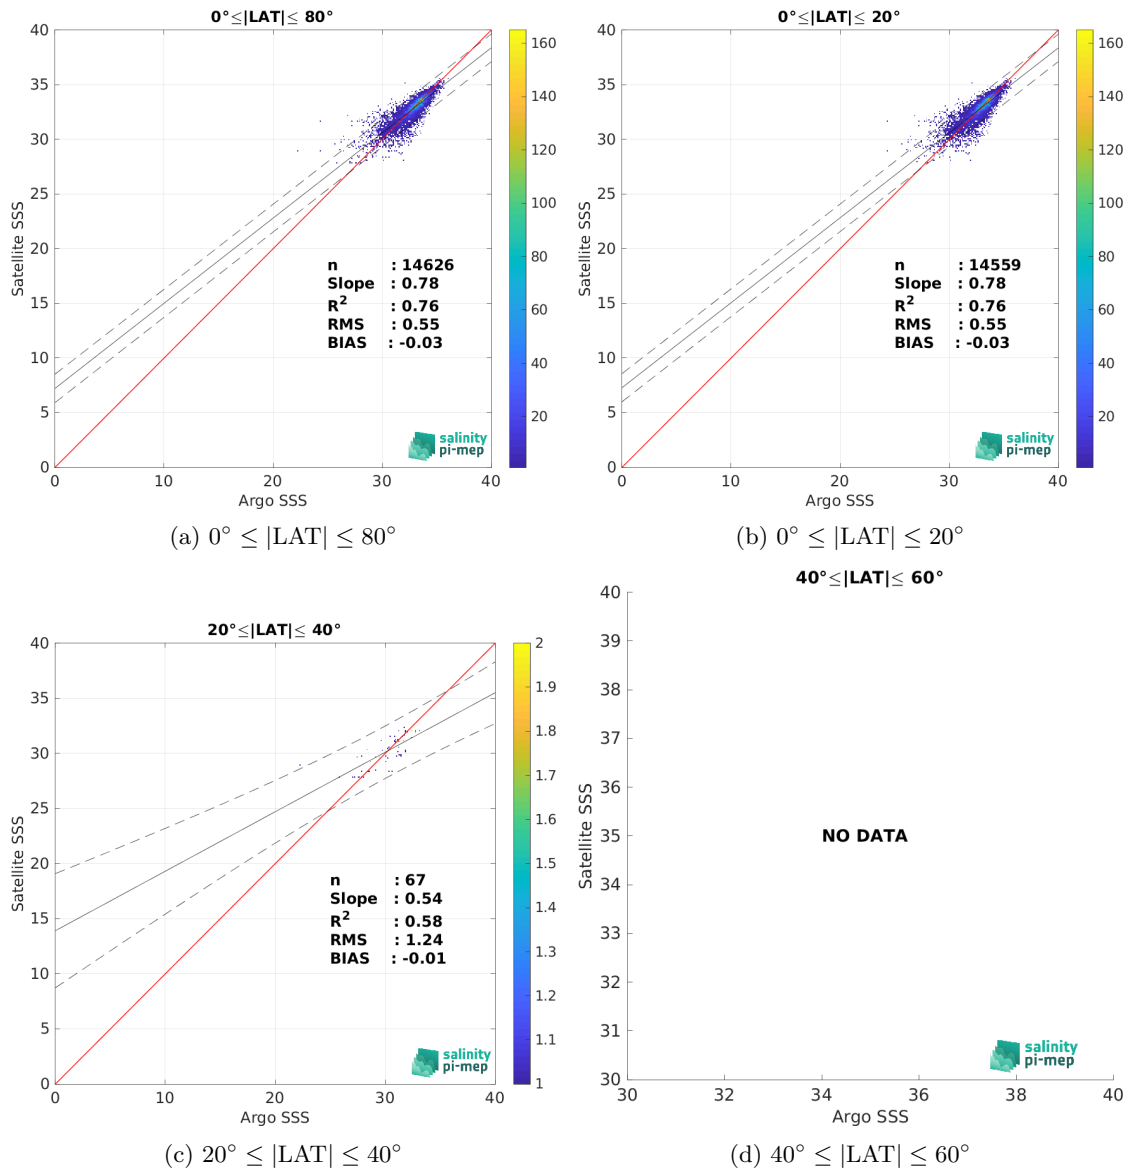 0°≤|LAT|≤ 80°
40
35
30
25
20
15
10
5
0
Satellite SSS
n : 14626
Slope : 0.78
R2 : 0.76
RMS : 0.55
BIAS : -0.03
salinity
pi-mep
0 10 20 30 40
Argo SSS
160
140
120
100
80
60
40
20
(a) 0° ≤ |LAT| ≤ 80°
0°≤|LAT|≤ 20°
40
35
30
25
20
15
10
5
0
Satellite SSS
n : 14559
Slope : 0.78
R2 : 0.76
RMS : 0.55
BIAS : -0.03
salinity
pi-mep
0 10 20 30 40
Argo SSS
160
140
120
100
80
60
40
20
(b) 0° ≤ |LAT| ≤ 20°
20°≤|LAT|≤ 40°
40
35
30
25
20
15
10
5
0
Satellite SSS
n : 67
Slope : 0.54
R2 : 0.58
RMS : 1.24
BIAS : -0.01
salinity
pi-mep
0 10 20 30 40
Argo SSS
2
1.9
1.8
1.7
1.6
1.5
1.4
1.3
1.2
1.1
1
(c) 20° ≤ |LAT| ≤ 40°
40°≤|LAT|≤ 60°
40
39
38
37
36
35
34
33
32
31
30
Satellite SSS
NO DATA
salinity
pi-mep
30 32 34 36 38 40
Argo SSS
(d) 40° ≤ |LAT| ≤ 60°